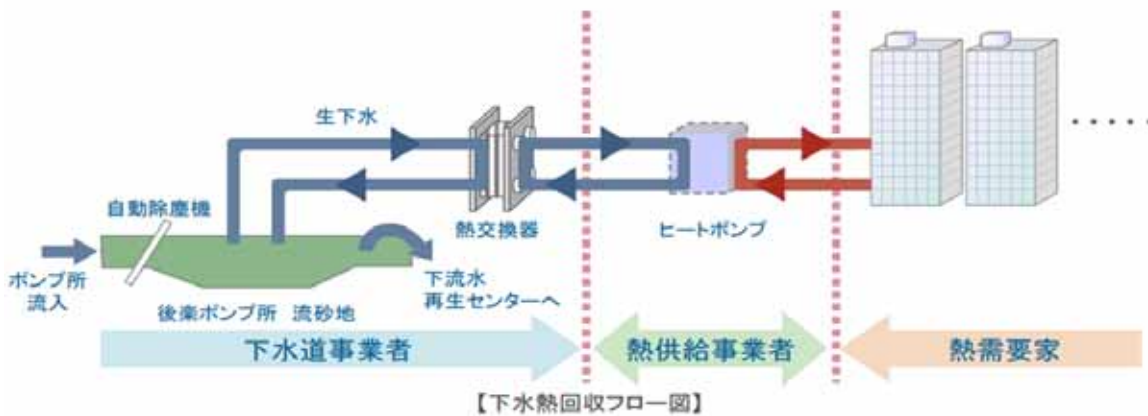 生下水
自動除塵機
熱交換器
ヒートポンプ
ポンプ所
流入
下流水
再生センターへ
後楽ポンプ所 流砂地
下水道事業者
熱供給事業者
熱需要家
【下水熱回収フロー図】